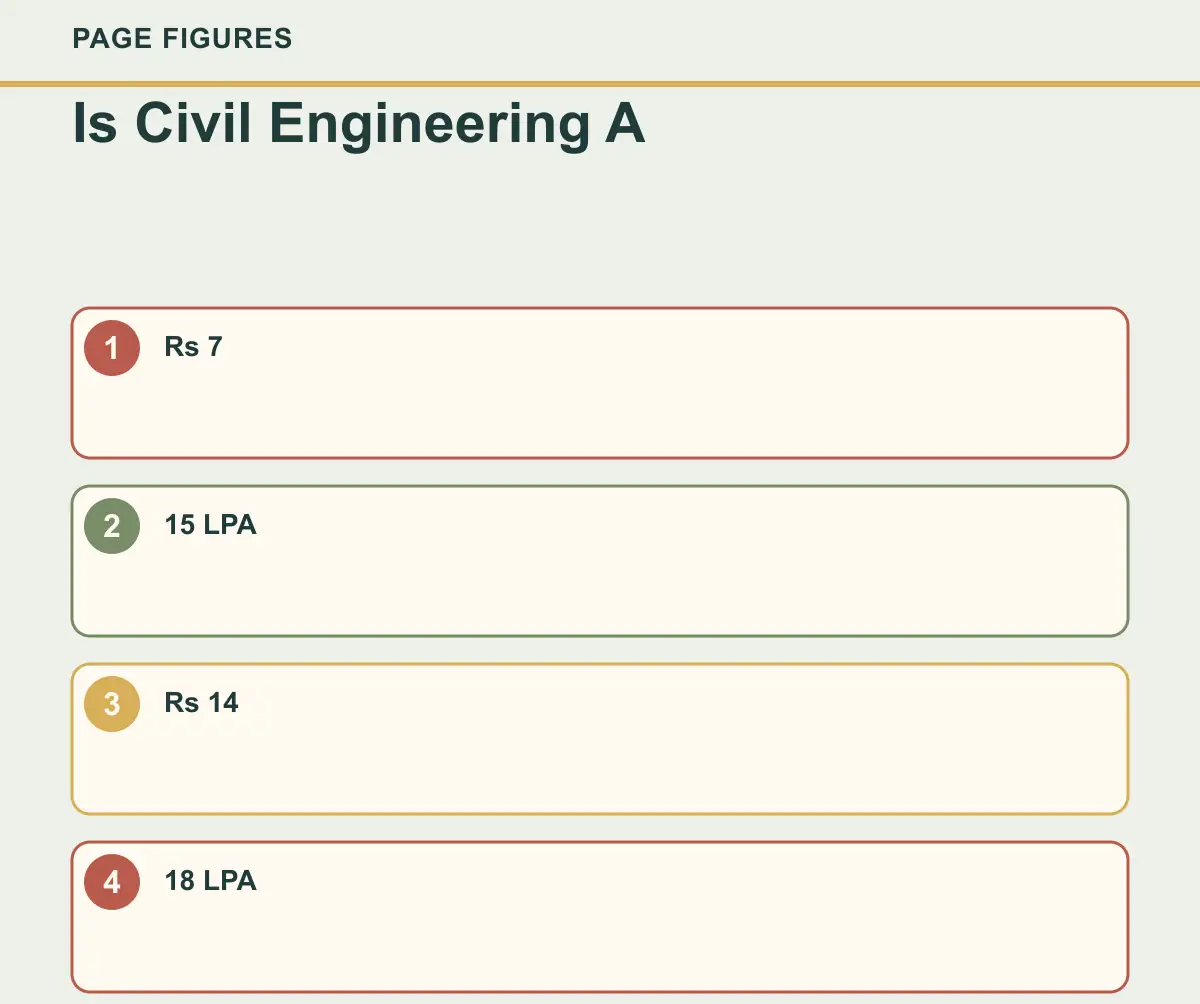 PAGE FIGURES
Is Civil Engineering A
1 Rs 7
2 15 LPA
3 Rs 14
4 18 LPA